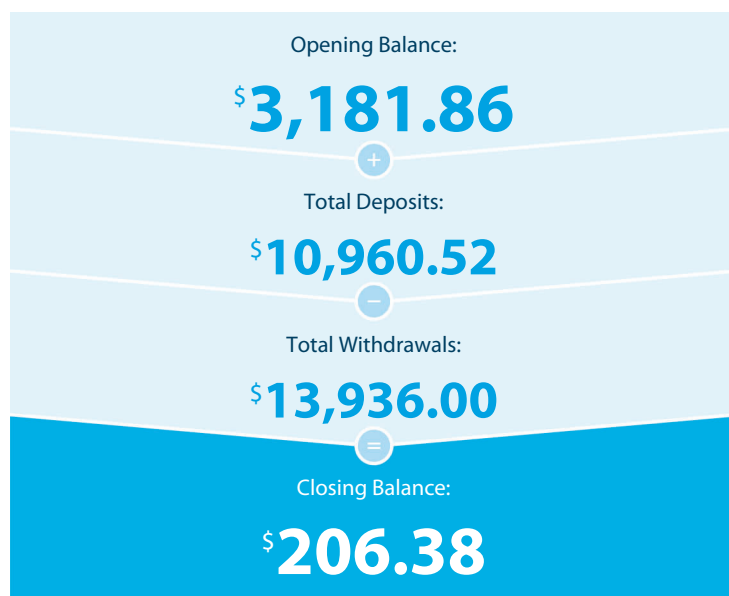 Opening Balance:
$3,181.86
+
Total Deposits:
$10,960.52
−
Total Withdrawals:
$13,936.00
=
Closing Balance:
$206.38